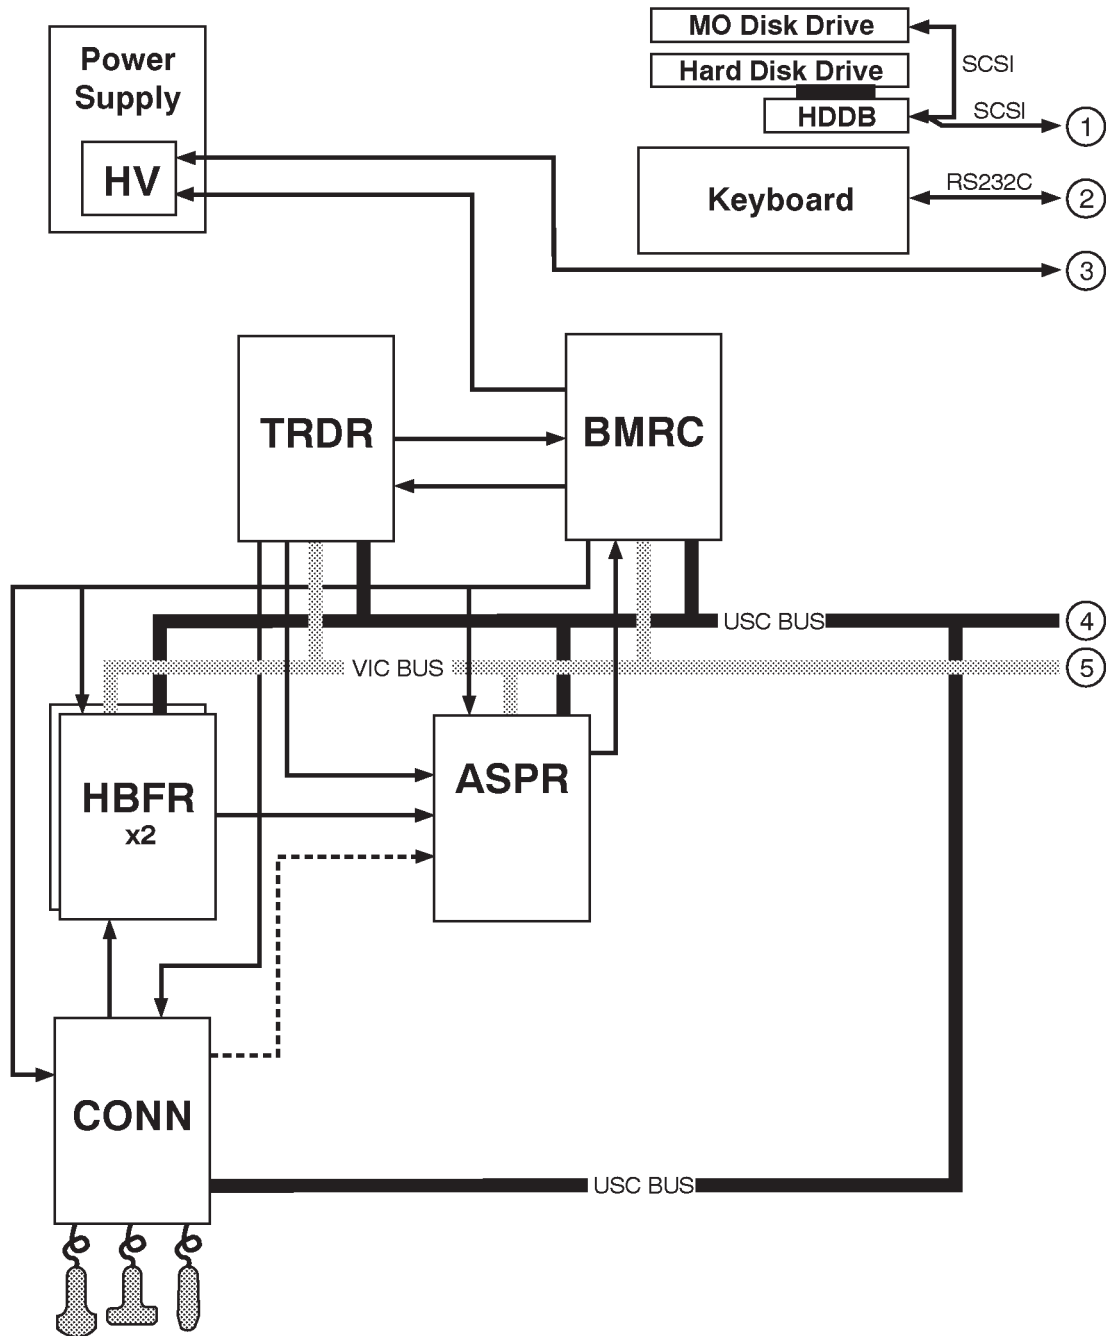 Power
Supply
HV
MO Disk Drive
Hard Disk Drive
HDDB
SCSI
SCSI
1
Keyboard
RS232C
2
3
TRDR
BMRC
USC BUS
4
VIC BUS
5
HBFR
x2
ASPR
CONN
USC BUS